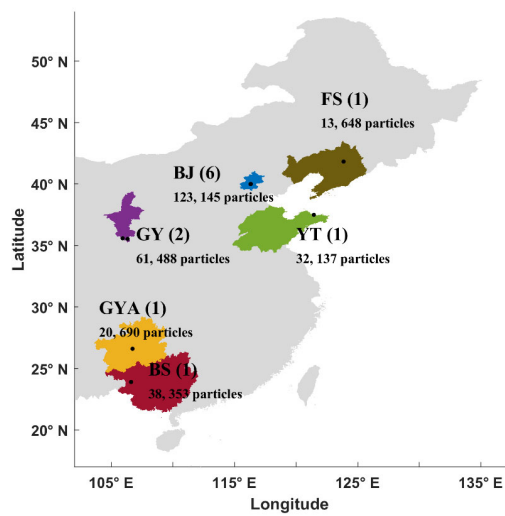 50° N
45° N
40° N
35° N
30° N
25° N
20° N
Latitude
FS (1)
13, 648 particles
BJ (6)
123, 145 particles
GY (2)
61, 488 particles
YT (1)
32, 137 particles
GYA (1)
20, 690 particles
BS (1)
38, 353 particles
105° E
115° E
125° E
135° E
Longitude